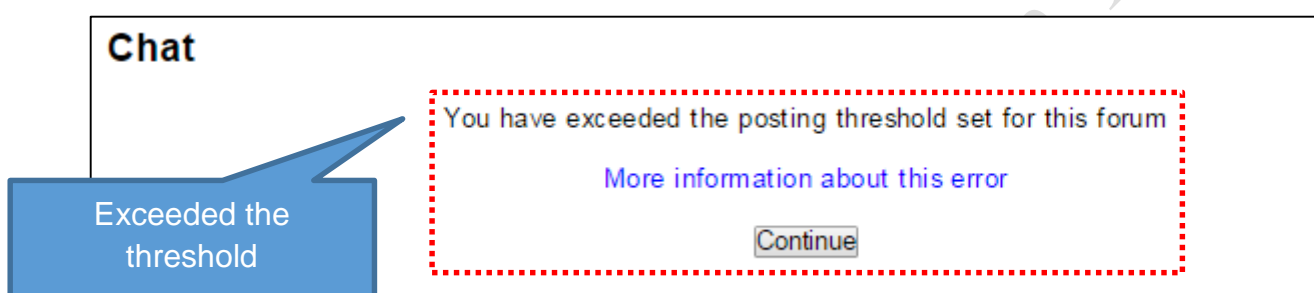 Chat
You have exceeded the posting threshold set for this forum
More information about this error
Continue
Exceeded the
threshold